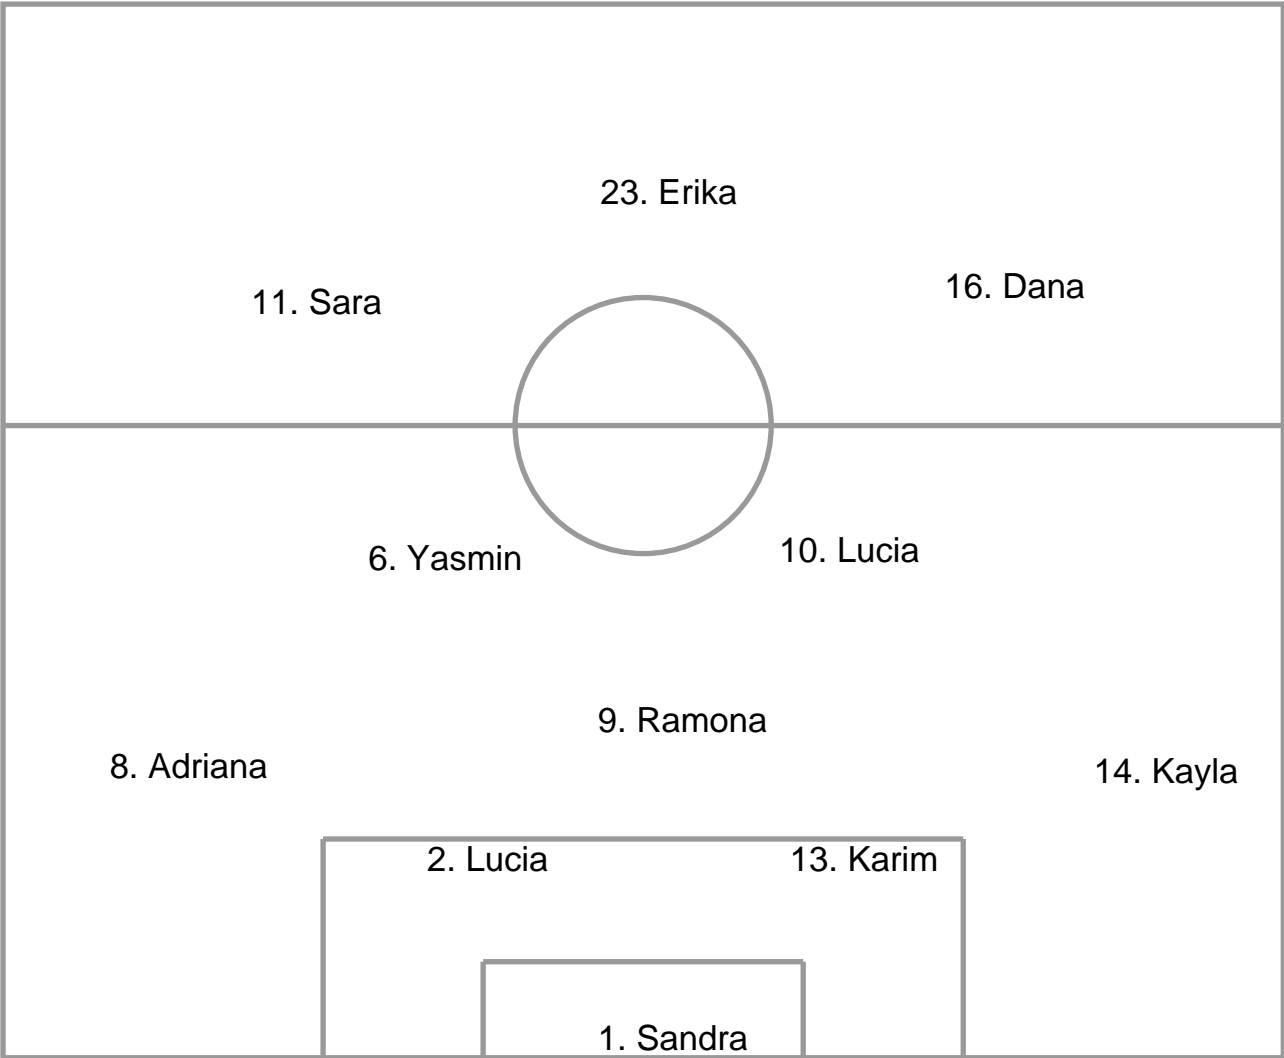 23. Erika
16. Dana
11. Sara
10. Lucia
6. Yasmin
9. Ramona
8. Adriana
14. Kayla
2. Lucia
13. Karim
1. Sandra